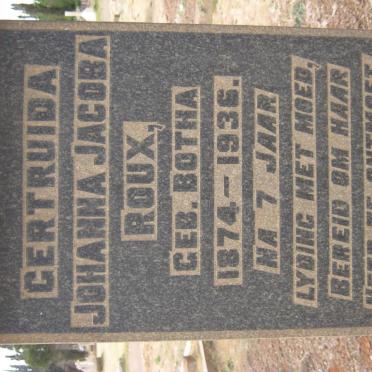 GERTRUIDA
JOHANNA JACOBA
ROUX,
GEB. BOTHA
1874.–1936.
NA 7 JAAR
LYDING MET MOED,
BEREID OM HAAR